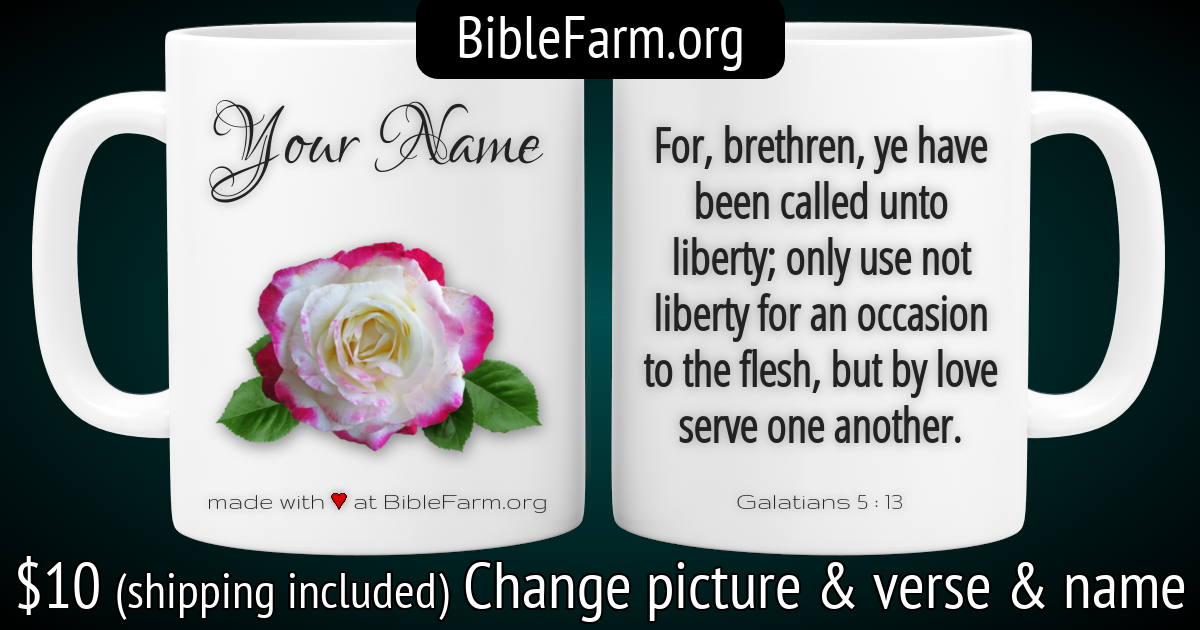 BibleFarm.org
Your Name
made with ♥ at BibleFarm.org
For, brethren, ye have
been called unto
liberty; only use not
liberty for an occasion
to the flesh, but by love
serve one another.
Galatians 5 : 13
$10 (shipping included) Change picture & verse & name